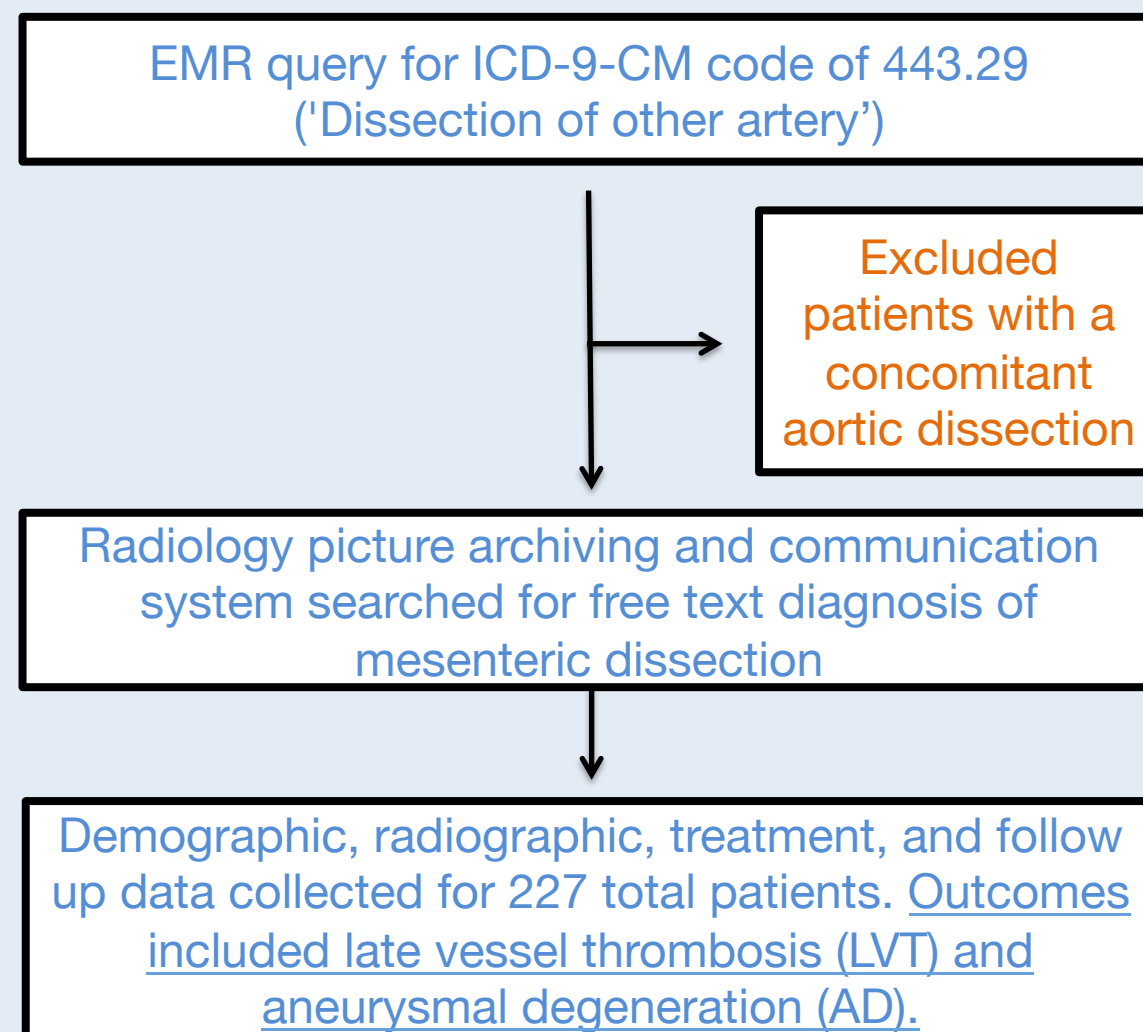 EMR query for ICD-9-CM code of 443.29
('Dissection of other artery’)
Excluded
patients with a
concomitant
aortic dissection
Radiology picture archiving and communication
system searched for free text diagnosis of
mesenteric dissection
Demographic, radiographic, treatment, and follow
up data collected for 227 total patients. Outcomes
included late vessel thrombosis (LVT) and
aneurysmal degeneration (AD).